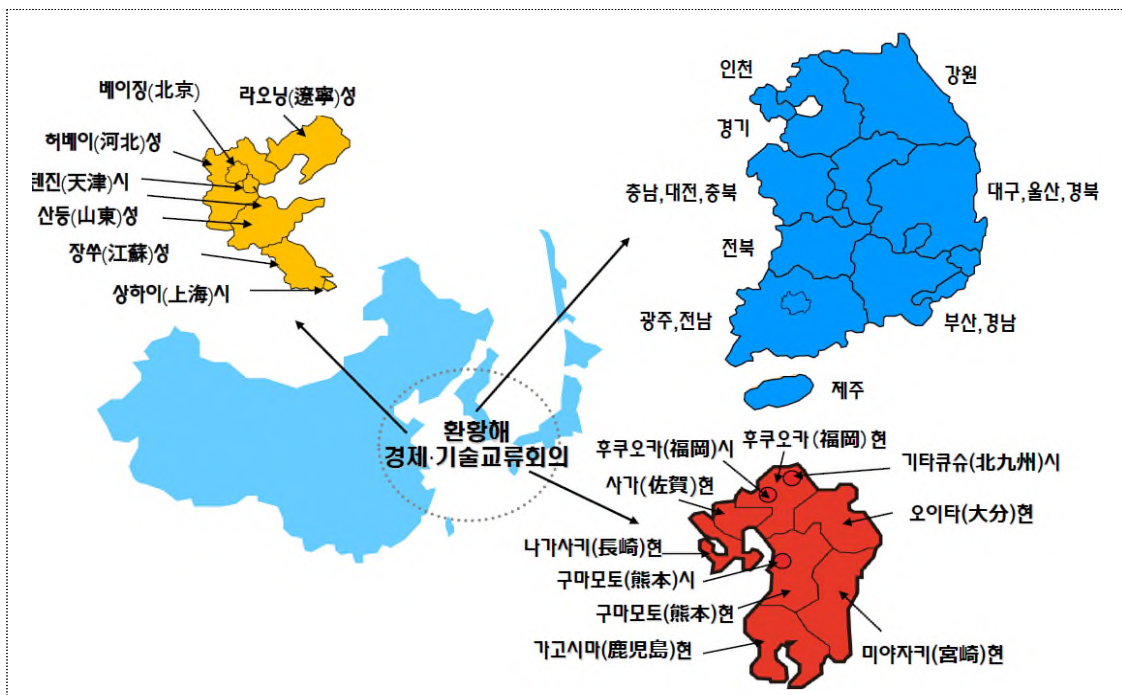 베이징(北京)
랴오닝(遼寧)성
허베이(河北)성
텐진(天津)시
산둥(山東)성
장쑤(江蘇)성
상하이(上海)시
인천
강원
경기
충남,대전,충북
대구,울산,경북
전북
광주,전남
부산,경남
제주
환황해
경제·기술교류회의
후쿠오카(福岡)시
후쿠오카(福岡)현
기타큐슈(北九州)시
사가(佐賀)현
오이타(大分)현
나가사키(長崎)현
구마모토(熊本)시
구마모토(熊本)현
가고시마(鹿児島)현
미야자키(宮崎)현